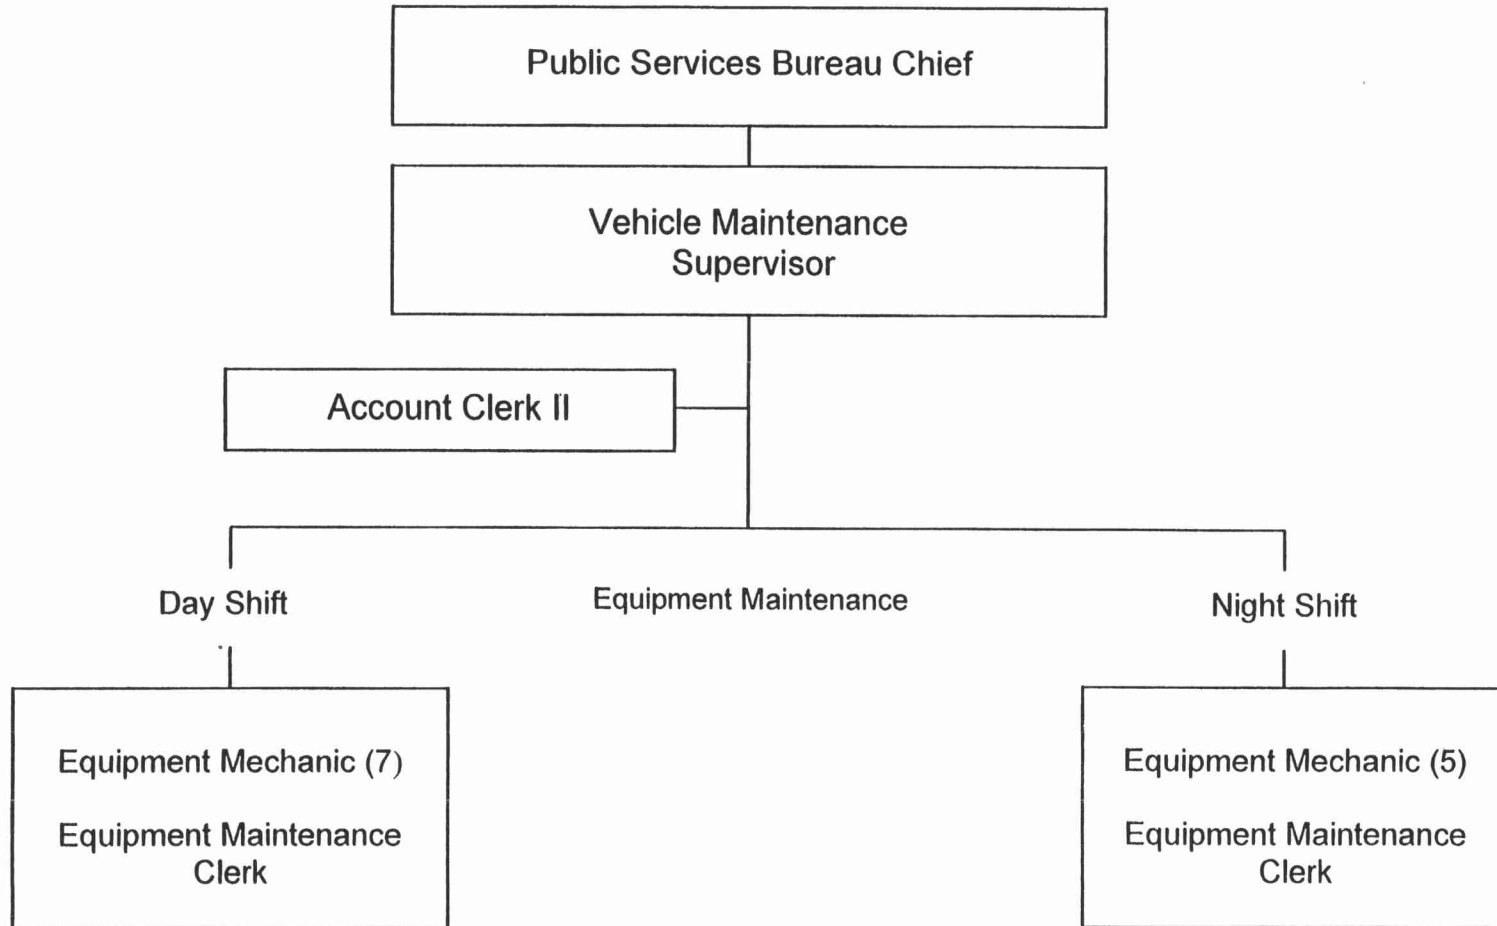 Public Services Bureau Chief
Vehicle Maintenance
Supervisor
Account Clerk II
Day Shift
Equipment Maintenance
Night Shift
Equipment Mechanic (7)
Equipment Maintenance
Clerk
Equipment Mechanic (5)
Equipment Maintenance
Clerk